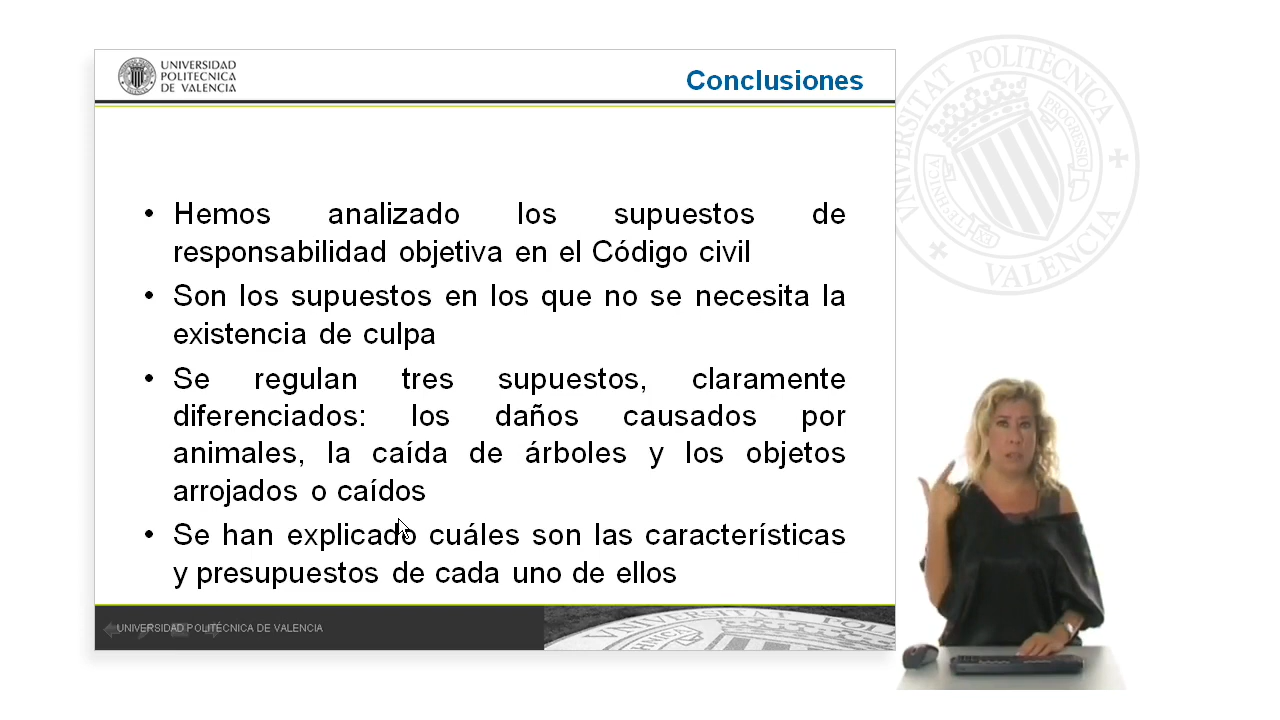 UNIVERSIDAD
POLITECNICA
DE VALENCIA
Conclusiones
• Hemos analizado los supuestos de
responsabilidad objetiva en el Código civil
• Son los supuestos en los que no se necesita la
existencia de culpa
• Se regulan tres supuestos, claramente
diferenciados: los daños causados por
animales, la caída de árboles y los objetos
arrojados o caídos
• Se han explicado cuáles son las características
y presupuestos de cada uno de ellos
UNIVERSIDAD POLITÉCNICA DE VALENCIA
UNIVERSITAT POLITÈCNICA
VALÈNCIA
PROGRESSIO